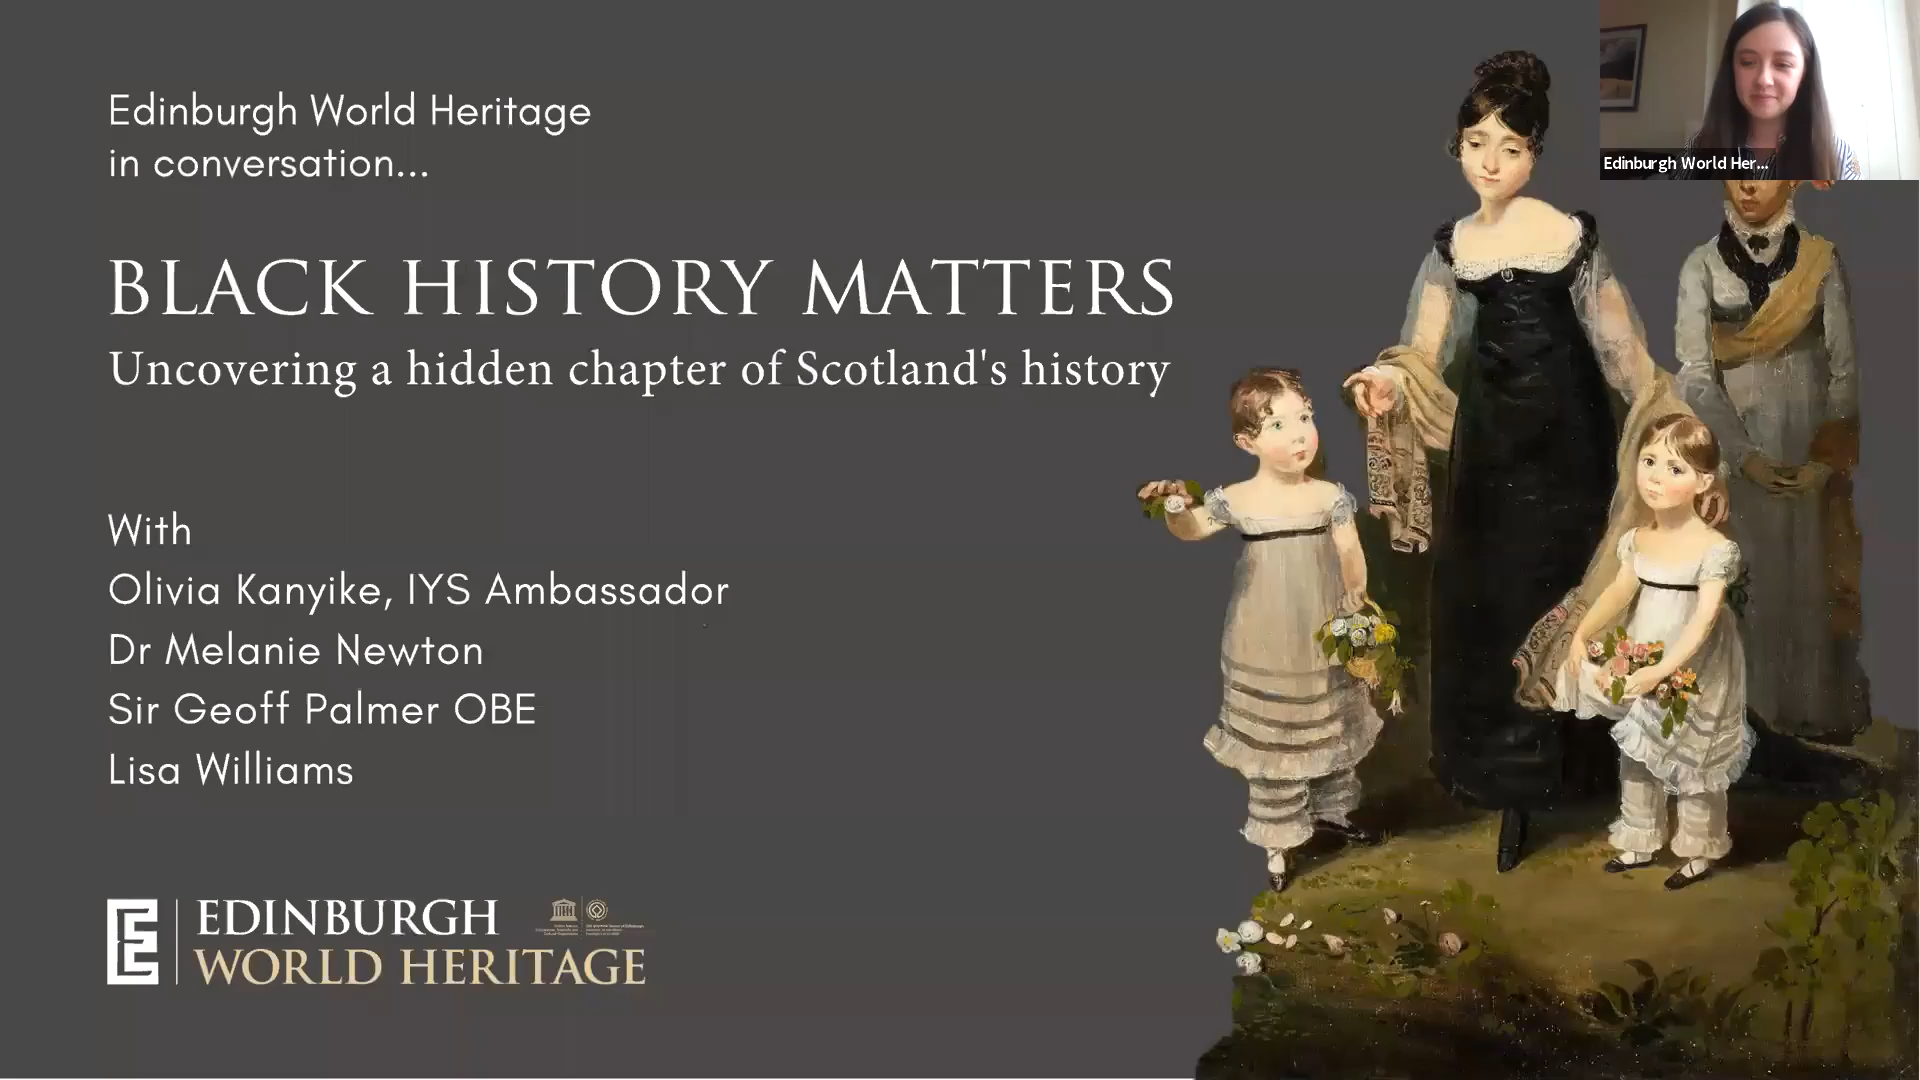 Edinburgh World Heritage
in conversation...
BLACK HISTORY MATTERS
Uncovering a hidden chapter of Scotland's history
With
Olivia Kanyike, IYS Ambassador
Dr Melanie Newton
Sir Geoff Palmer OBE
Lisa Williams
EDINBURGH
WORLD HERITAGE
Edinburgh World Her...